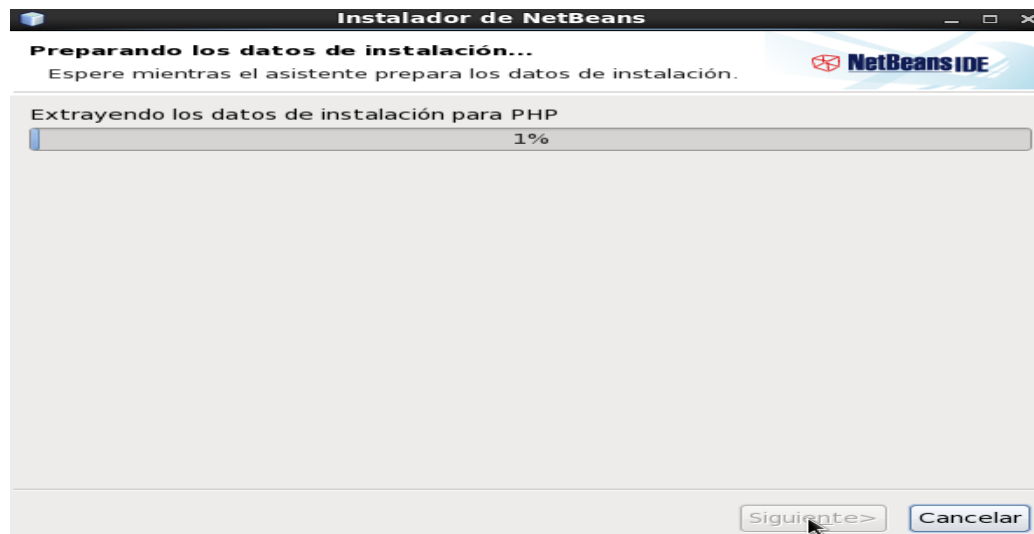 Instalador de NetBeans
Preparando los datos de instalación...
Espere mientras el asistente prepara los datos de instalación.
NetBeans IDE
Extrayendo los datos de instalación para PHP
1%
Siguiente>
Cancelar